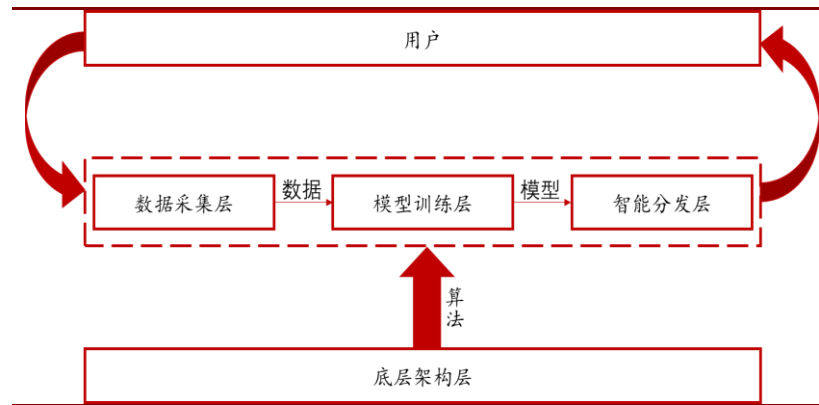 用户
数据采集层
数据
模型训练层
模型
智能分发层
算法
底层架构层